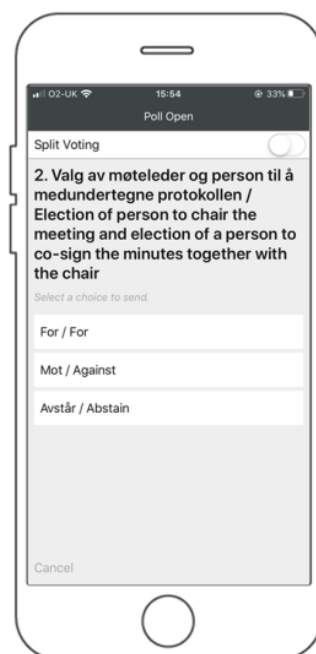 O2-UK 15:54 33%
Poll Open
Split Voting
2. Valg av møteleder og person til å
medundertegne protokollen /
Election of person to chair the
meeting and election of a person to
co-sign the minutes together with
the chair
Select a choice to send.
For / For
Mot / Against
Avstår / Abstain
Cancel